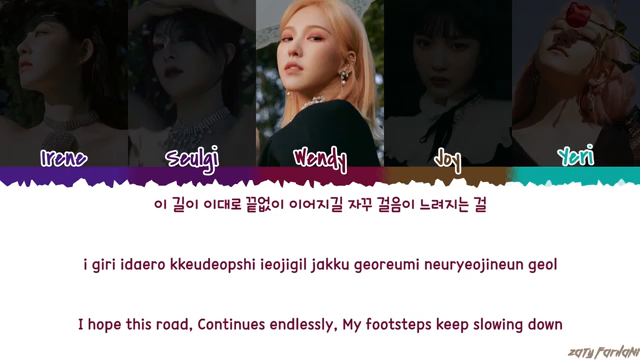 Irene Seulgi Wendy Joy Yeri
이 길이 이대로 끝없이 이어지길 자꾸 걸음이 느려지는 걸
i giri idaero kkeudeopshi ieojigil jakku georeumi neuryeojineun geol
I hope this road, Continues endlessly, My footsteps keep slowing down
ZaTy FaRHaNi